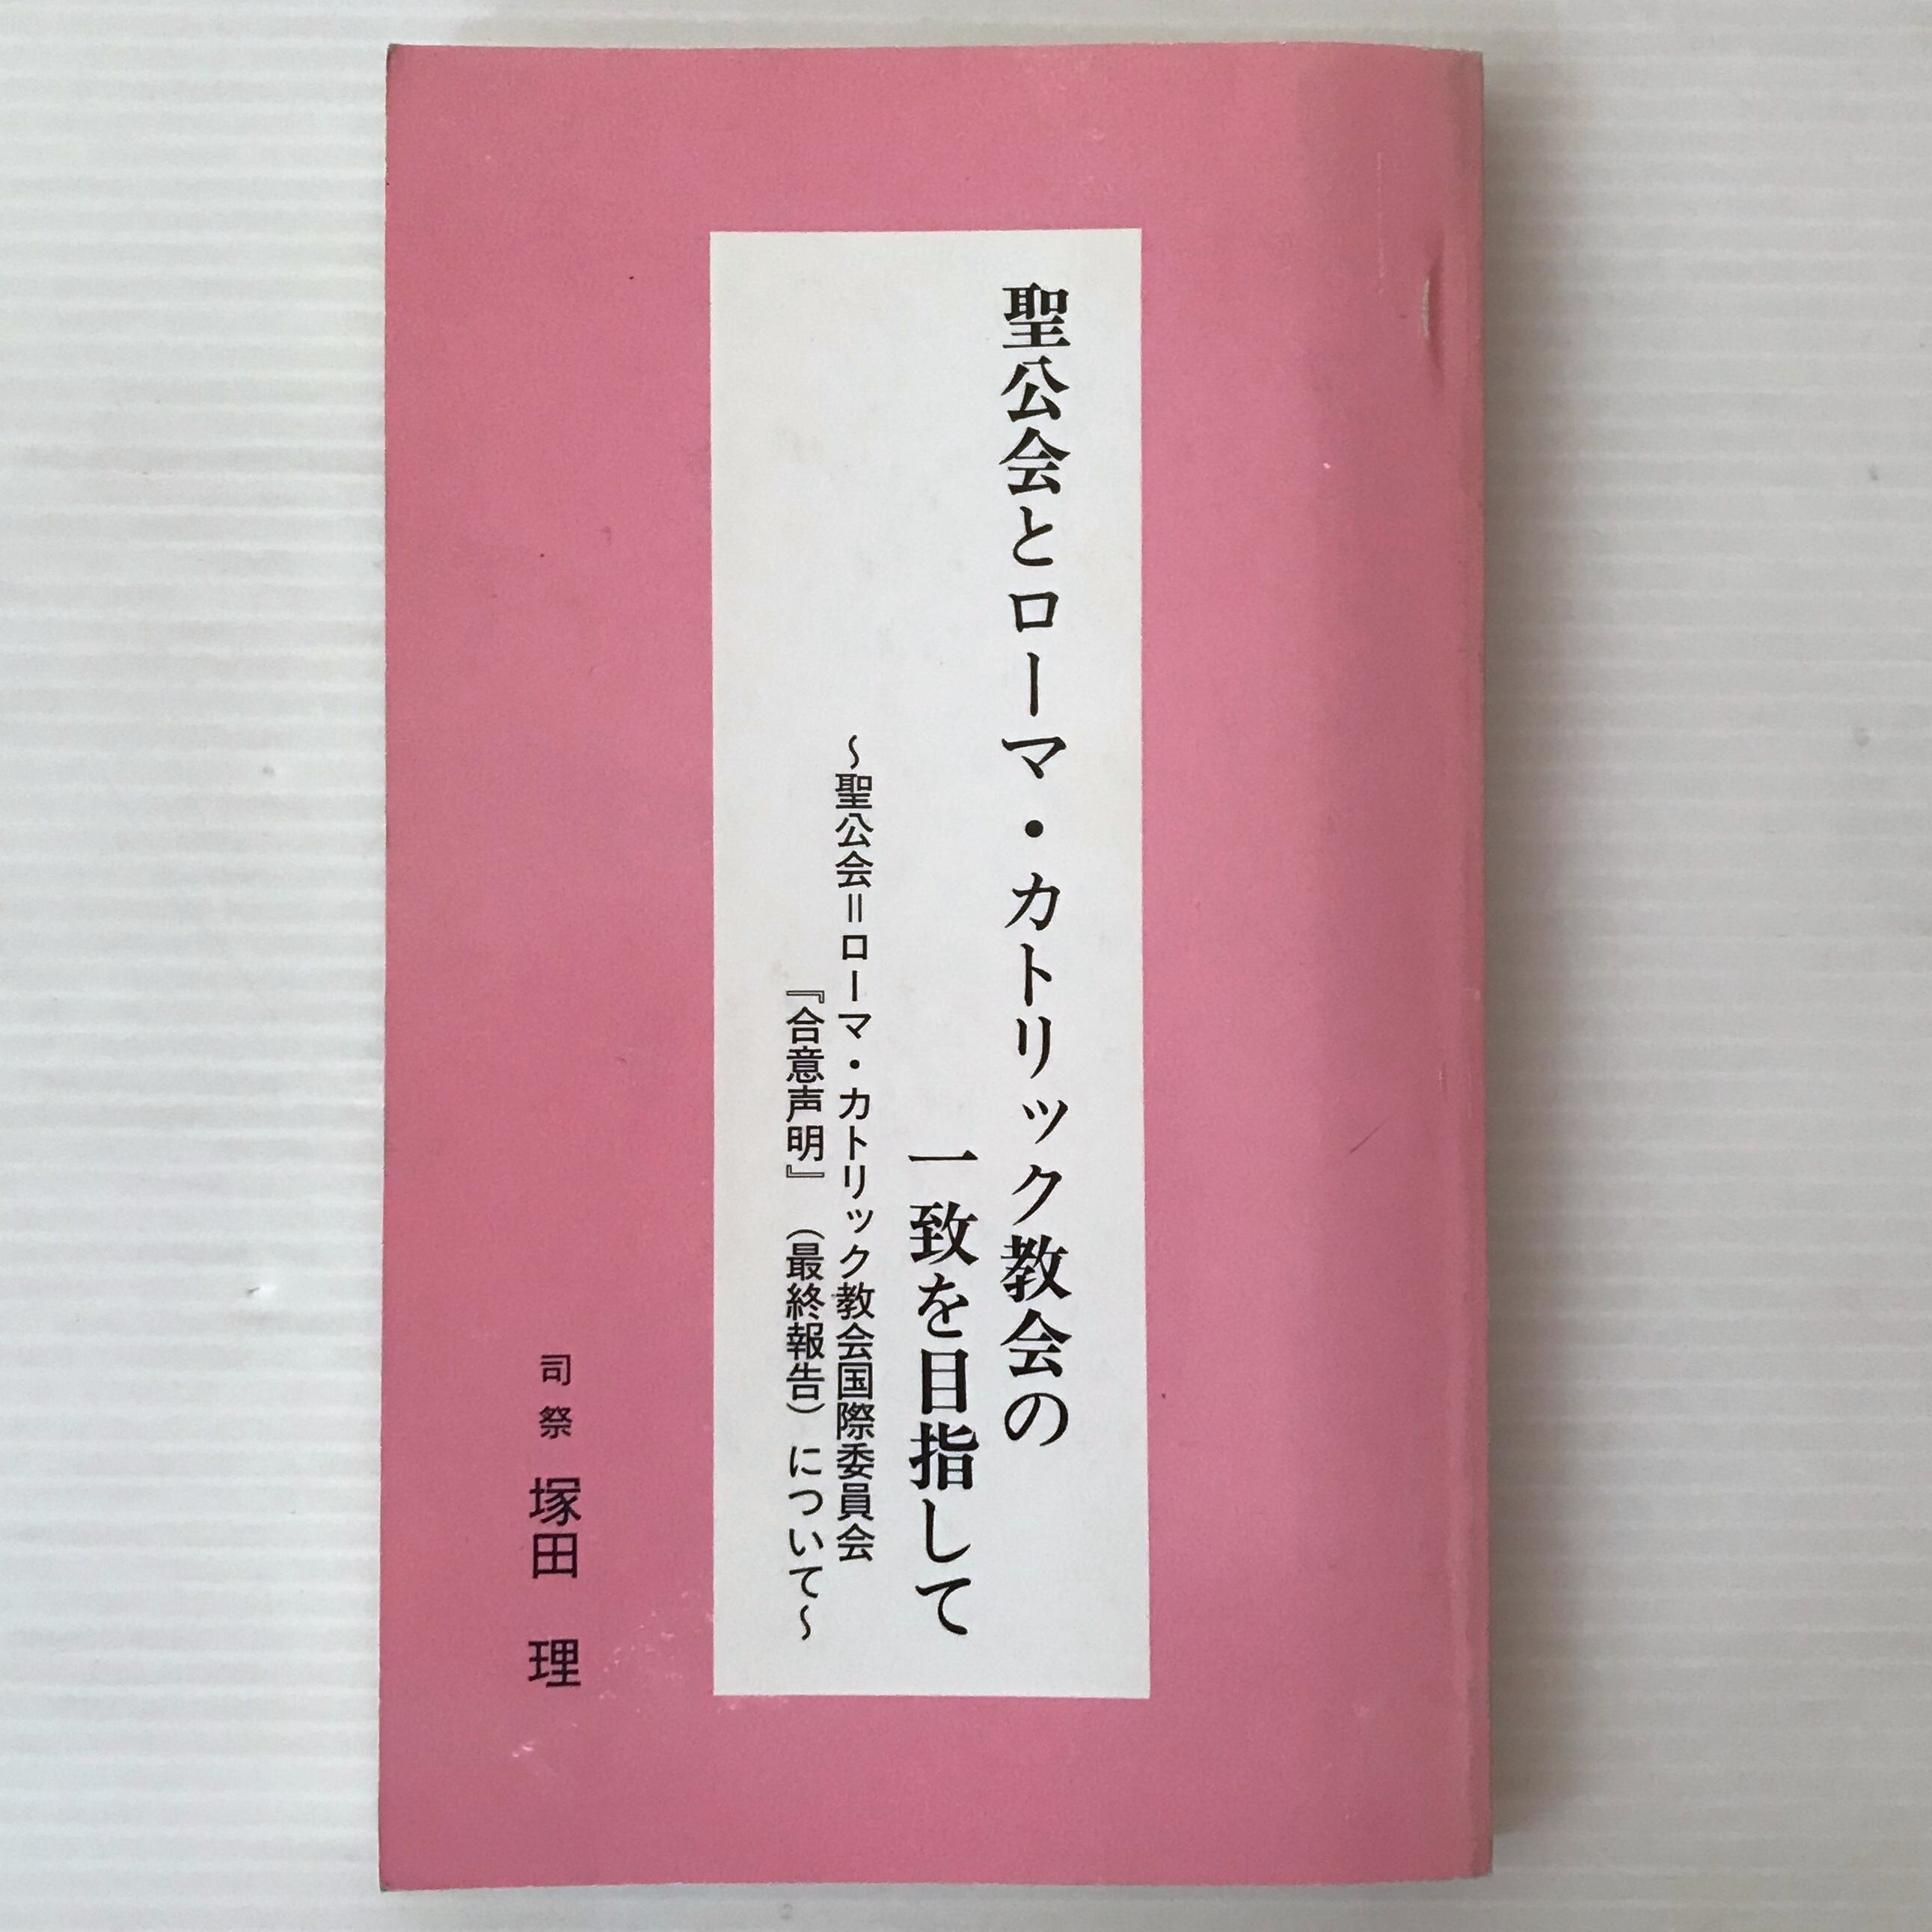 聖公会とローマ・カトリック教会の
一致を目指して
～聖公会＝ローマ・カトリック教会国際委員会
『合意声明』（最終報告）について～
司祭 塚田 理